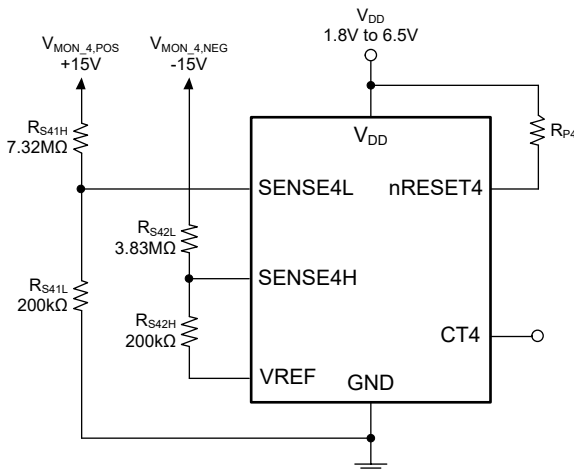 VDD
1.8V to 6.5V
VMON_4,POS
+15V
VMON_4,NEG
-15V
RS41H
7.32MΩ
VDD
RP4
SENSE4L
nRESET4
RS42L
3.83MΩ
SENSE4H
RS41L
200kΩ
RS42H
200kΩ
CT4
VREF
GND